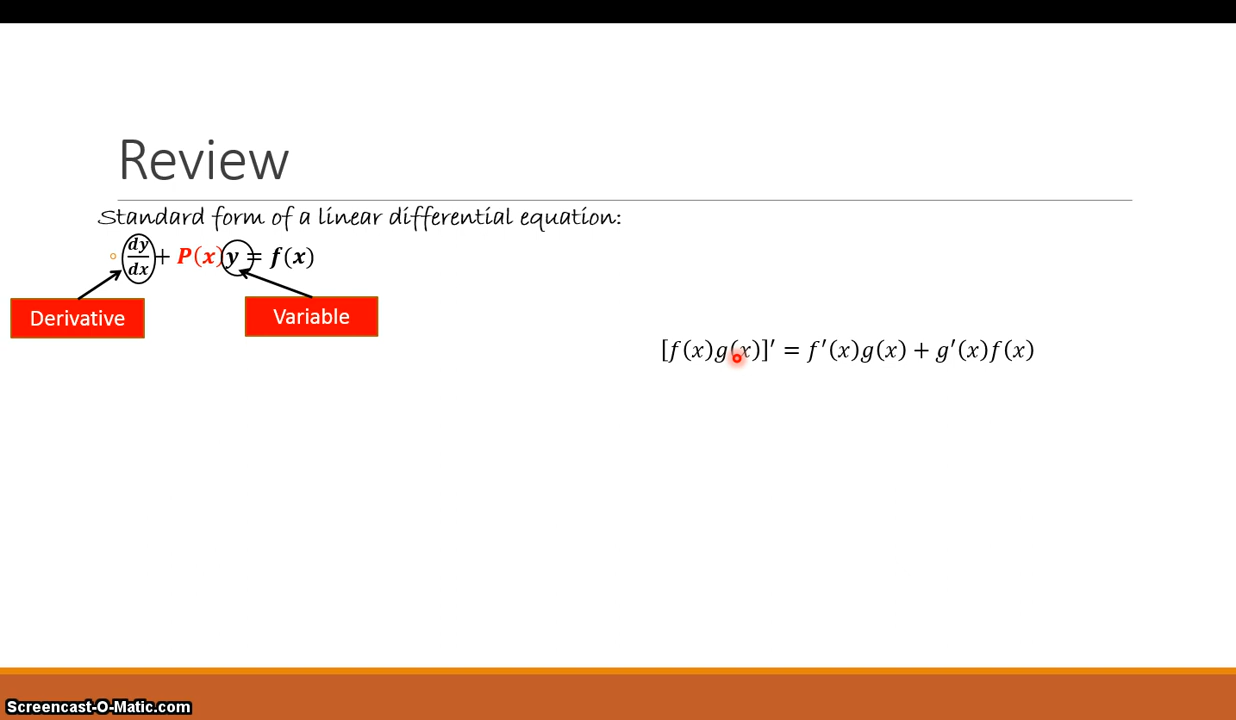 Review
Standard form of a linear differential equation:
dy/dx + P(x)y = f(x)
Derivative
Variable
[f(x)g(x)]′ = f′(x)g(x) + g′(x)f(x)
Screencast-O-Matic.com